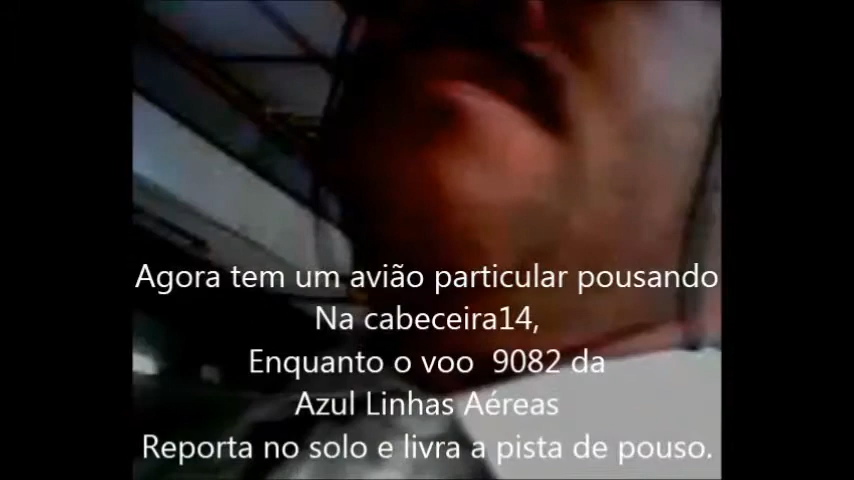 Agora tem um avião particular pousando
Na cabeceira14,
Enquanto o voo 9082 da
Azul Linhas Aéreas
Reporta no solo e livra a pista de pouso.